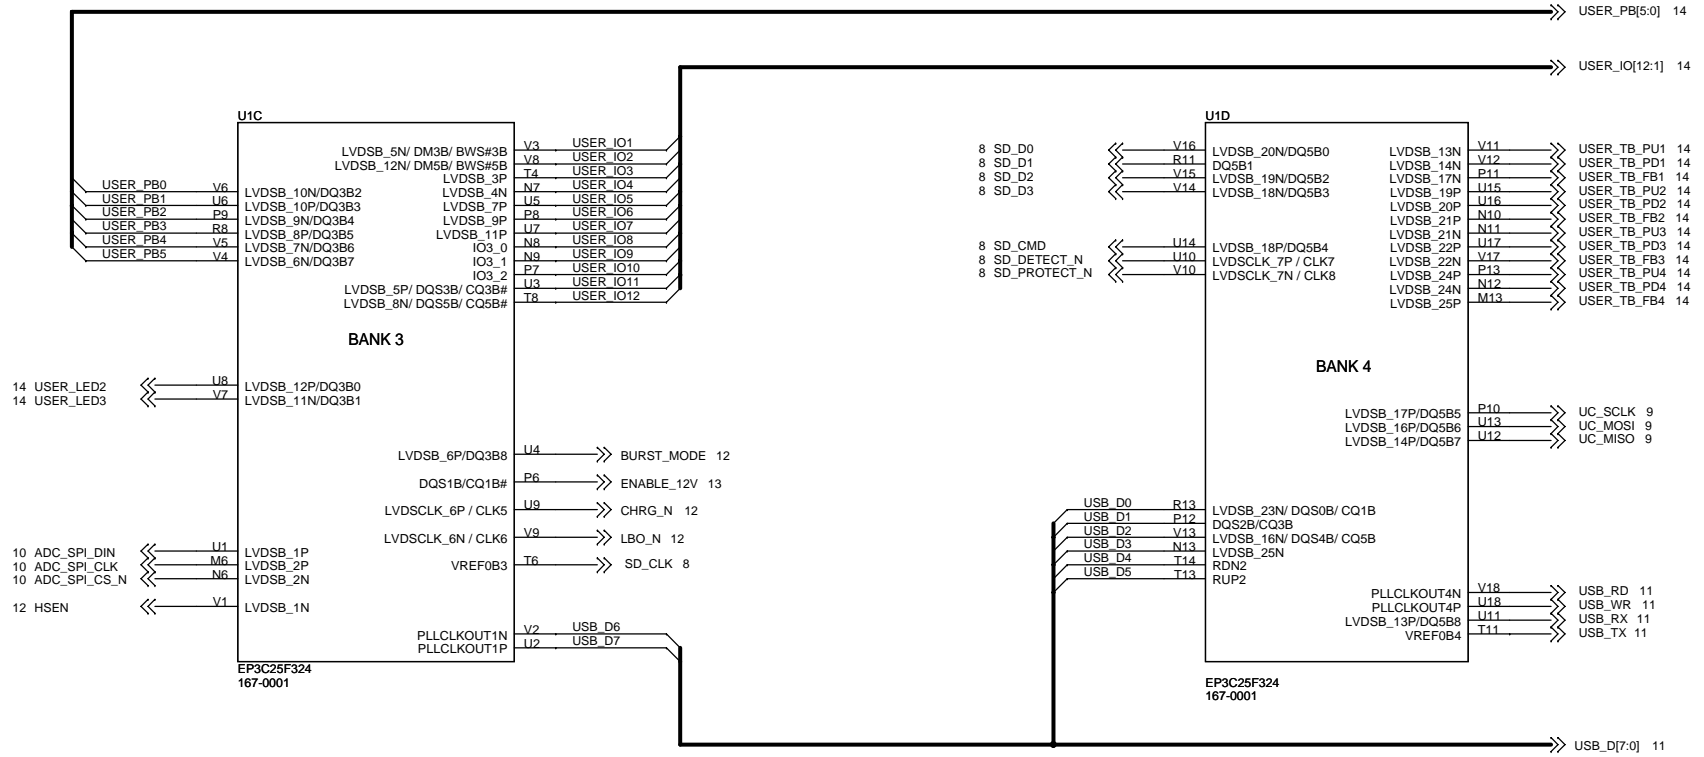 USER_PB[5:0] 14
USER_IO[12:1] 14
U1C
USER_PB0 V6 LVDSB_10N/DQ3B2
USER_PB1 U6 LVDSB_10P/DQ3B3
USER_PB2 P9 LVDSB_9N/DQ3B4
USER_PB3 R8 LVDSB_8P/DQ3B5
USER_PB4 V5 LVDSB_7N/DQ3B6
USER_PB5 V4 LVDSB_6N/DQ3B7
LVDSB_5N/ DM3B/ BWS#3B V3 USER_IO1
LVDSB_12N/ DM5B/ BWS#5B V8 USER_IO2
LVDSB_3P T4 USER_IO3
LVDSB_4N N7 USER_IO4
LVDSB_7P U5 USER_IO5
LVDSB_9P P8 USER_IO6
LVDSB_11P U7 USER_IO7
IO3_0 N8 USER_IO8
IO3_1 N9 USER_IO9
IO3_2 P7 USER_IO10
LVDSB_5P/ DQS3B/ CQ3B# U3 USER_IO11
LVDSB_8N/ DQS5B/ CQ5B# T8 USER_IO12
BANK 3
14 USER_LED2 U8 LVDSB_12P/DQ3B0
14 USER_LED3 V7 LVDSB_11N/DQ3B1
LVDSB_6P/DQ3B8 U4 BURST_MODE 12
DQS1B/CQ1B# P6 ENABLE_12V 13
LVDSCLK_6P / CLK5 U9 CHRG_N 12
LVDSCLK_6N / CLK6 V9 LBO_N 12
VREF0B3 T6 SD_CLK 8
10 ADC_SPI_DIN U1 LVDSB_1P
10 ADC_SPI_CLK M6 LVDSB_2P
10 ADC_SPI_CS_N N6 LVDSB_2N
12 HSEN V1 LVDSB_1N
PLLCLKOUT1N V2 USB_D6
PLLCLKOUT1P U2 USB_D7
EP3C25F324
167-0001
U1D
8 SD_D0 V16 LVDSB_20N/DQ5B0
8 SD_D1 R11 DQ5B1
8 SD_D2 V15 LVDSB_19N/DQ5B2
8 SD_D3 V14 LVDSB_18N/DQ5B3
8 SD_CMD U14 LVDSB_18P/DQ5B4
8 SD_DETECT_N U10 LVDSCLK_7P / CLK7
8 SD_PROTECT_N V10 LVDSCLK_7N / CLK8
LVDSB_13N V11 USER_TB_PU1 14
LVDSB_14N V12 USER_TB_PD1 14
LVDSB_17N P11 USER_TB_FB1 14
LVDSB_19P U15 USER_TB_PU2 14
LVDSB_20P U16 USER_TB_PD2 14
LVDSB_21P N10 USER_TB_FB2 14
LVDSB_21N N11 USER_TB_PU3 14
LVDSB_22P U17 USER_TB_PD3 14
LVDSB_22N V17 USER_TB_FB3 14
LVDSB_24P P13 USER_TB_PU4 14
LVDSB_24N N12 USER_TB_PD4 14
LVDSB_25P M13 USER_TB_FB4 14
BANK 4
LVDSB_17P/DQ5B5 P10 UC_SCLK 9
LVDSB_16P/DQ5B6 U13 UC_MOSI 9
LVDSB_14P/DQ5B7 U12 UC_MISO 9
USB_D0 R13 LVDSB_23N/ DQS0B/ CQ1B
USB_D1 P12 DQS2B/CQ3B
USB_D2 V13 LVDSB_16N/ DQS4B/ CQ5B
USB_D3 N13 LVDSB_25N
USB_D4 T14 RDN2
USB_D5 T13 RUP2
PLLCLKOUT4N V18 USB_RD 11
PLLCLKOUT4P U18 USB_WR 11
LVDSB_13P/DQ5B8 U11 USB_RX 11
VREF0B4 T11 USB_TX 11
EP3C25F324
167-0001
USB_D[7:0] 11